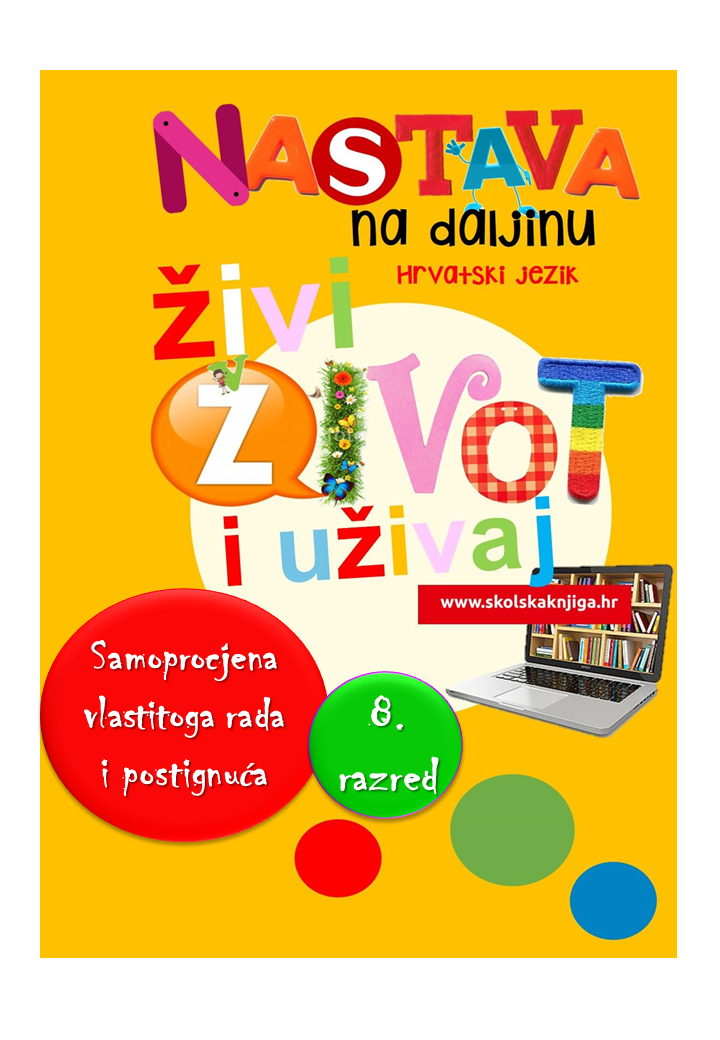 NASTAVA
na daljinu
Hrvatski jezik
živi
ŽIVOT
i uživaj
www.skolskaknjiga.hr
Samoprocjena
vlastitoga rada
i postignuća
8.
razred